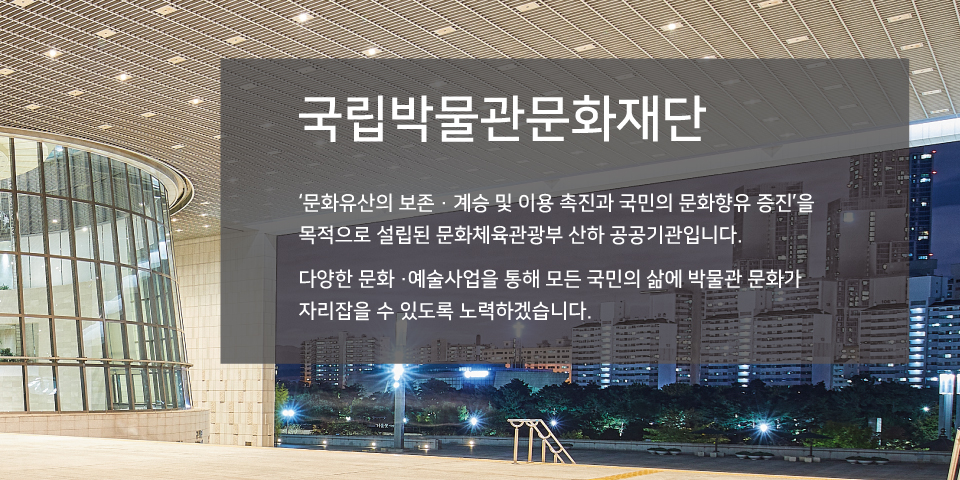 국립박물관문화재단
‘문화유산의 보존 · 계승 및 이용 촉진과 국민의 문화향유 증진’을
목적으로 설립된 문화체육관광부 산하 공공기관입니다.
다양한 문화 ·예술사업을 통해 모든 국민의 삶에 박물관 문화가
자리잡을 수 있도록 노력하겠습니다.